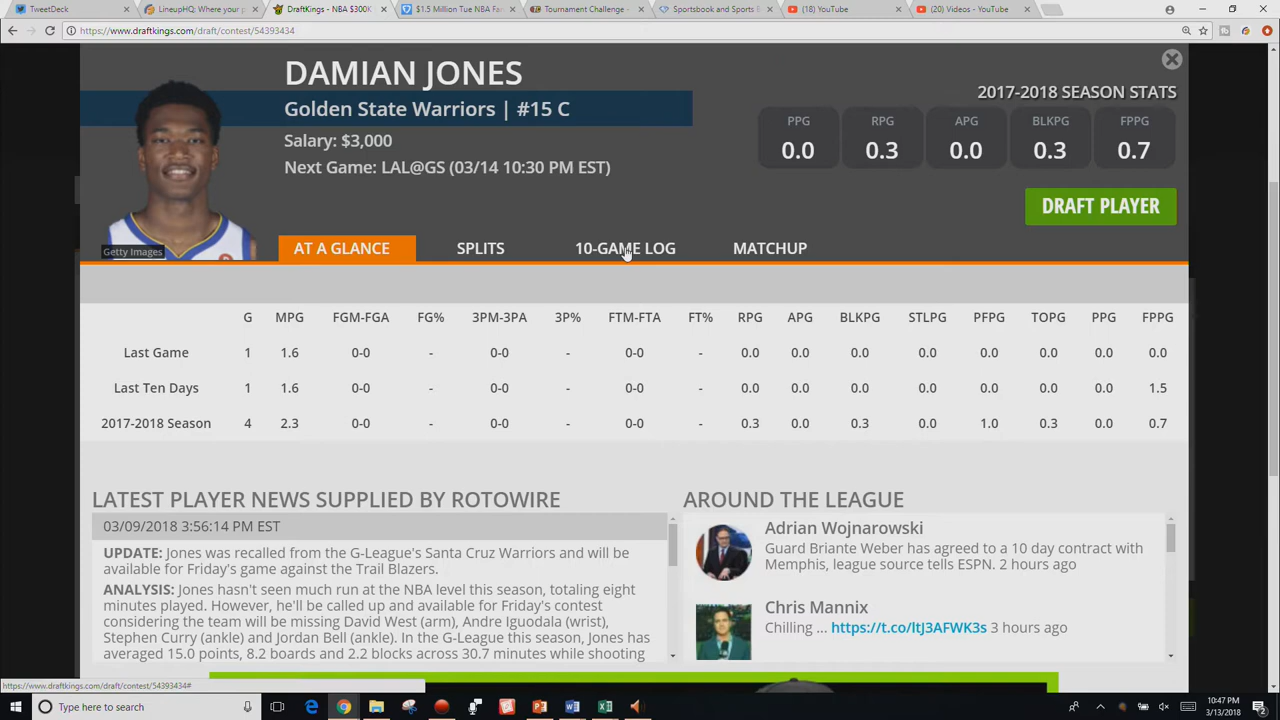 TweetDeck
LineupHQ: Where your p
DraftKings - NBA $300K
$1.5 Million Tue NBA Fan
Tournament Challenge -
Sportsbook and Sports B
(18) YouTube
(20) Videos - YouTube
https://www.draftkings.com/draft/contest/54393434
DAMIAN JONES
Golden State Warriors | #15 C
Salary: $3,000
Next Game: LAL@GS (03/14 10:30 PM EST)
2017-2018 SEASON STATS
PPG RPG APG BLKPG FPPG
0.0 0.3 0.0 0.3 0.7
DRAFT PLAYER
Getty Images
AT A GLANCE SPLITS 10-GAME LOG MATCHUP
G MPG FGM-FGA FG% 3PM-3PA 3P% FTM-FTA FT% RPG APG BLKPG STLPG PFPG TOPG PPG FPPG
Last Game 1 1.6 0-0 - 0-0 - 0-0 - 0.0 0.0 0.0 0.0 0.0 0.0 0.0 0.0
Last Ten Days 1 1.6 0-0 - 0-0 - 0-0 - 0.0 0.0 0.0 0.0 0.0 0.0 0.0 1.5
2017-2018 Season 4 2.3 0-0 - 0-0 - 0-0 - 0.3 0.0 0.3 0.0 1.0 0.3 0.0 0.7
LATEST PLAYER NEWS SUPPLIED BY ROTOWIRE
03/09/2018 3:56:14 PM EST
UPDATE: Jones was recalled from the G-League's Santa Cruz Warriors and will be
available for Friday's game against the Trail Blazers.
ANALYSIS: Jones hasn't seen much run at the NBA level this season, totaling eight
minutes played. However, he'll be called up and available for Friday's contest
considering the team will be missing David West (arm), Andre Iguodala (wrist),
Stephen Curry (ankle) and Jordan Bell (ankle). In the G-League this season, Jones has
averaged 15.0 points, 8.2 boards and 2.2 blocks across 30.7 minutes while shooting
AROUND THE LEAGUE
Adrian Wojnarowski
Guard Briante Weber has agreed to a 10 day contract with
Memphis, league source tells ESPN. 2 hours ago
Chris Mannix
Chilling ... https://t.co/ltJ3AFWK3s 3 hours ago
https://www.draftkings.com/draft/contest/54393434#
Type here to search
10:47 PM
3/13/2018